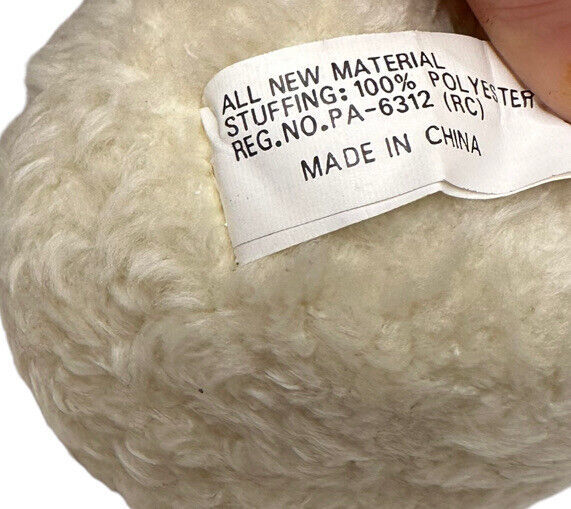 ALL NEW MATERIAL
STUFFING: 100% POLYESTER
REG.NO.PA-6312 (RC)
MADE IN CHINA